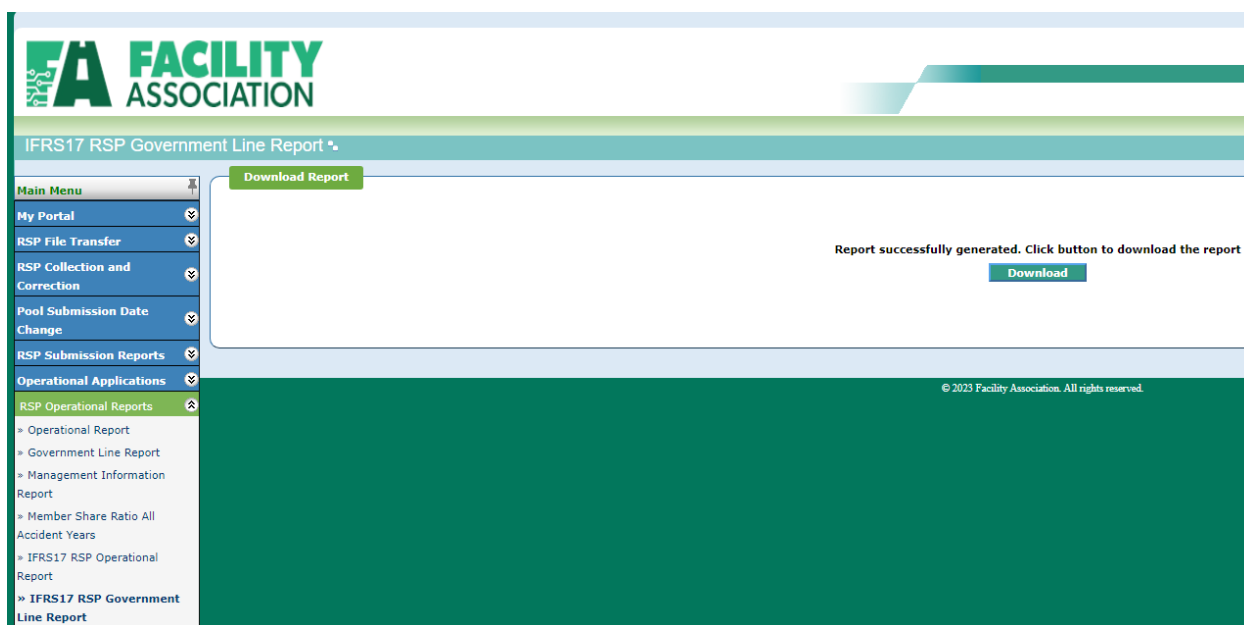 FACILITY
ASSOCIATION
IFRS17 RSP Government Line Report
Main Menu
My Portal
RSP File Transfer
RSP Collection and
Correction
Pool Submission Date
Change
RSP Submission Reports
Operational Applications
RSP Operational Reports
» Operational Report
» Government Line Report
» Management Information
Report
» Member Share Ratio All
Accident Years
» IFRS17 RSP Operational
Report
» IFRS17 RSP Government
Line Report
Download Report
Report successfully generated. Click button to download the report
Download
© 2023 Facility Association. All rights reserved.